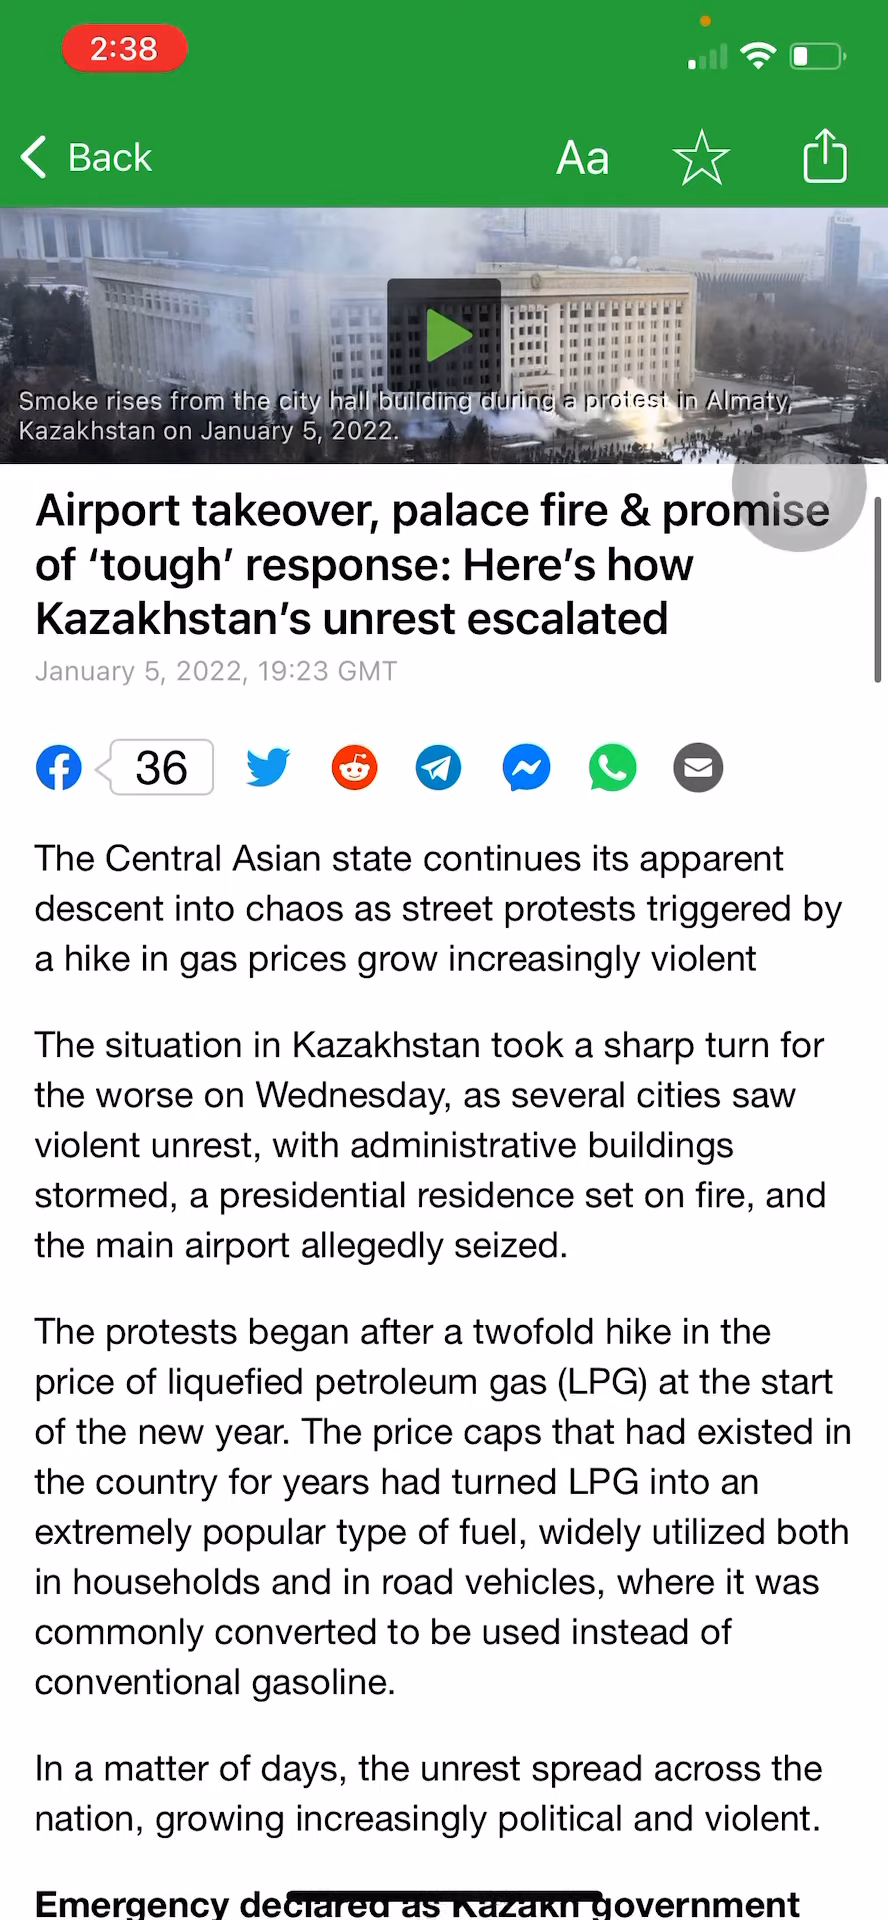 2:38
Back
Aa
Smoke rises from the city hall building during a protest in Almaty,
Kazakhstan on January 5, 2022.
Airport takeover, palace fire & promise
of ‘tough’ response: Here’s how
Kazakhstan’s unrest escalated
January 5, 2022, 19:23 GMT
36
The Central Asian state continues its apparent
descent into chaos as street protests triggered by
a hike in gas prices grow increasingly violent
The situation in Kazakhstan took a sharp turn for
the worse on Wednesday, as several cities saw
violent unrest, with administrative buildings
stormed, a presidential residence set on fire, and
the main airport allegedly seized.
The protests began after a twofold hike in the
price of liquefied petroleum gas (LPG) at the start
of the new year. The price caps that had existed in
the country for years had turned LPG into an
extremely popular type of fuel, widely utilized both
in households and in road vehicles, where it was
commonly converted to be used instead of
conventional gasoline.
In a matter of days, the unrest spread across the
nation, growing increasingly political and violent.
Emergency declared as Kazakh government